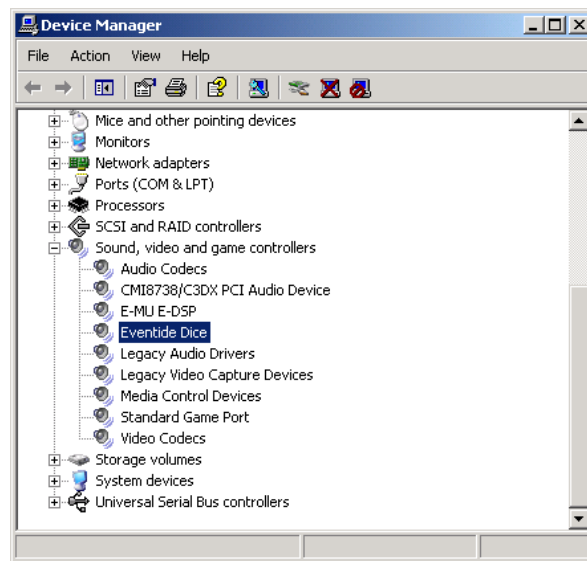 Device Manager
File Action View Help
Mice and other pointing devices
Monitors
Network adapters
Ports (COM & LPT)
Processors
SCSI and RAID controllers
Sound, video and game controllers
Audio Codecs
CMI8738/C3DX PCI Audio Device
E-MU E-DSP
Eventide Dice
Legacy Audio Drivers
Legacy Video Capture Devices
Media Control Devices
Standard Game Port
Video Codecs
Storage volumes
System devices
Universal Serial Bus controllers